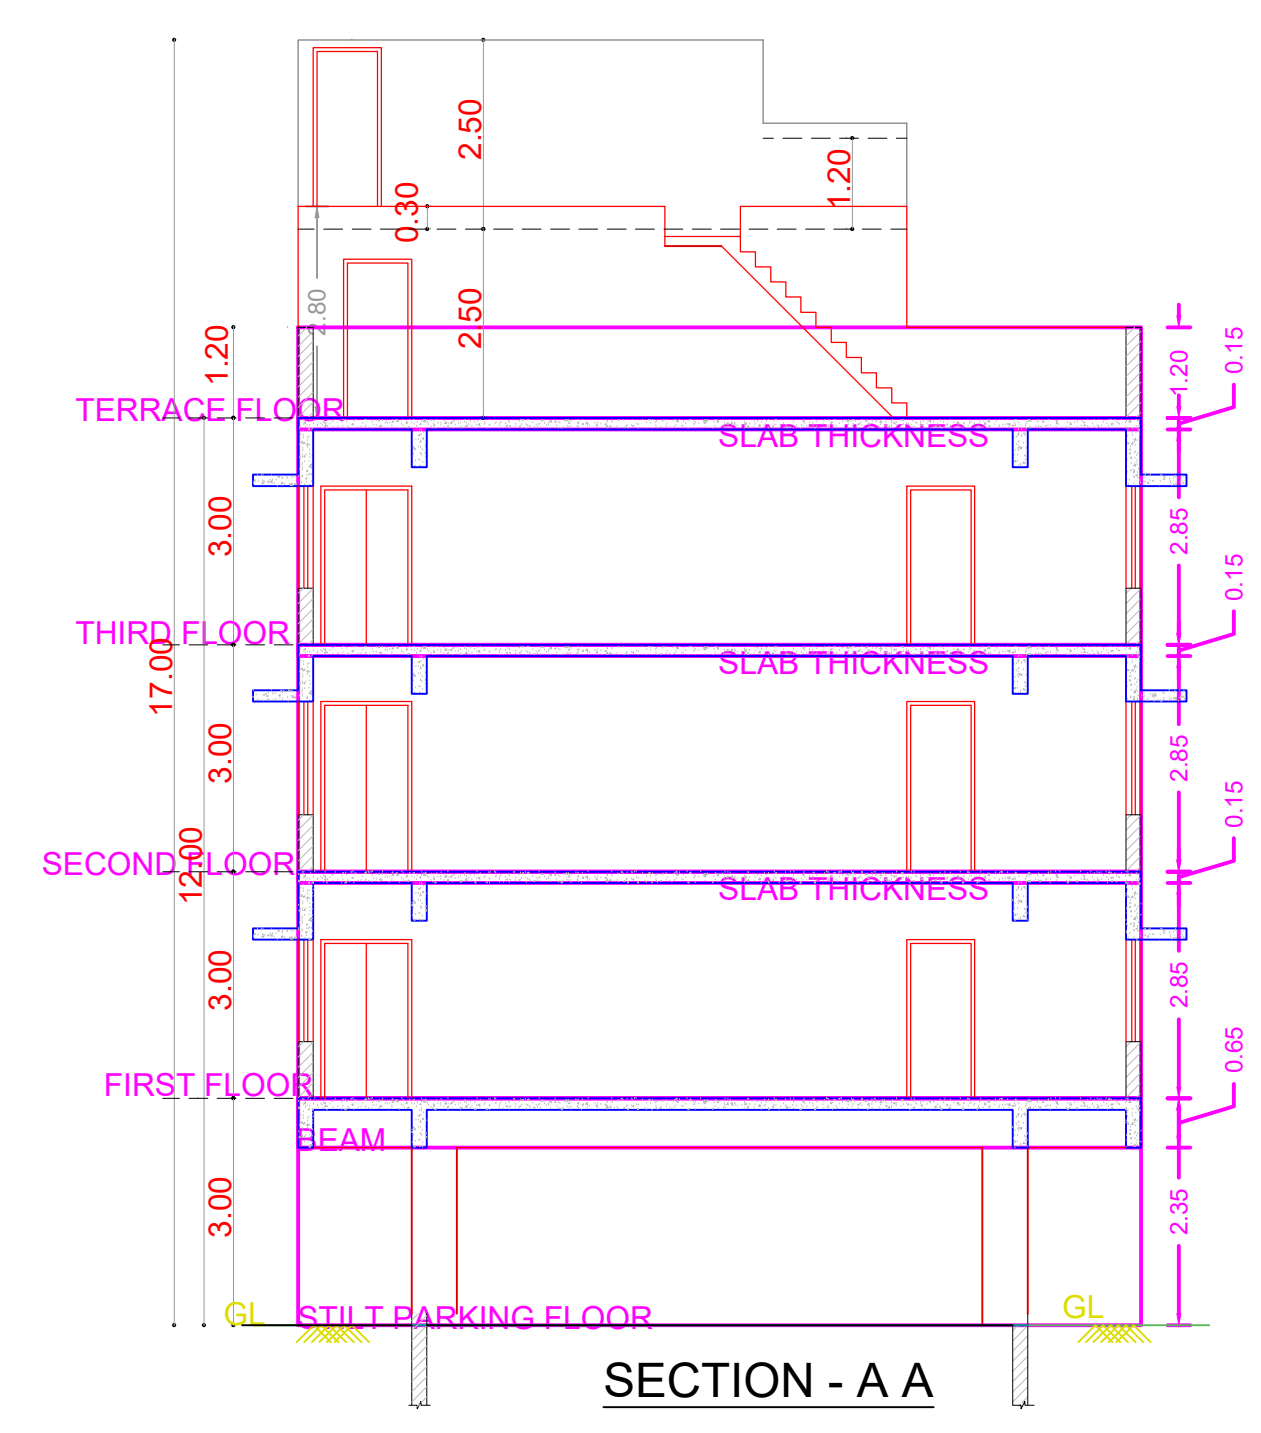 2.50
1.20
0.30
2.80
2.50
1.20
1.20
0.15
TERRACE FLOOR
SLAB THICKNESS
3.00
2.85
0.15
THIRD FLOOR
SLAB THICKNESS
17.00
3.00
2.85
0.15
SECOND FLOOR
12.00
SLAB THICKNESS
3.00
2.85
0.65
FIRST FLOOR
BEAM
3.00
2.35
GL
STILT PARKING FLOOR
GL
SECTION - A A